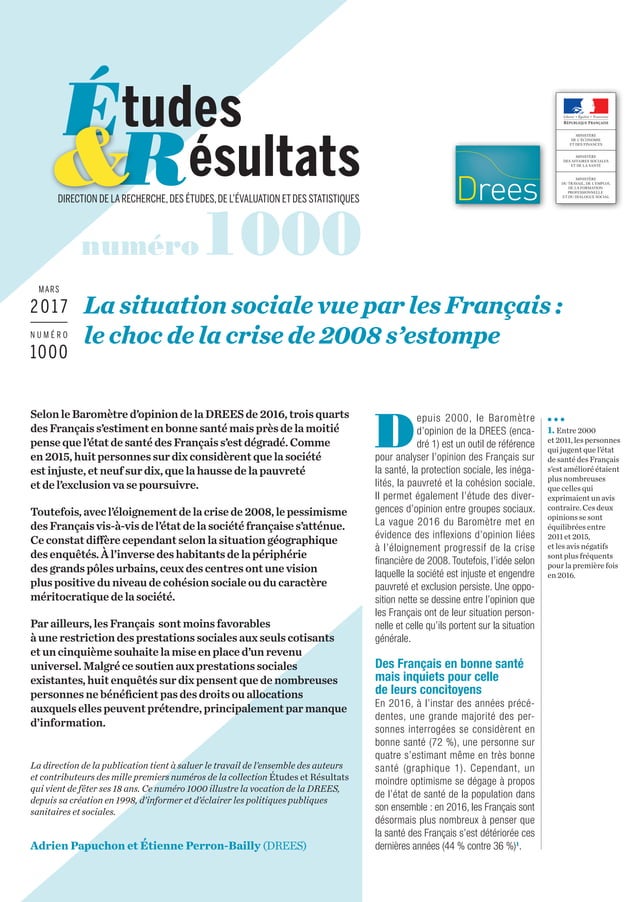 Études
&Résultats
DIRECTION DE LA RECHERCHE, DES ÉTUDES, DE L’ÉVALUATION ET DES STATISTIQUES
numéro 1000
Drees
Liberté • Égalité • Fraternité
RÉPUBLIQUE FRANÇAISE
MINISTÈRE
DE L’ÉCONOMIE
ET DES FINANCES
MINISTÈRE
DES AFFAIRES SOCIALES
ET DE LA SANTÉ
MINISTÈRE
DU TRAVAIL, DE L’EMPLOI,
DE LA FORMATION
PROFESSIONNELLE
ET DU DIALOGUE SOCIAL
MARS
2017
NUMÉRO
1000
La situation sociale vue par les Français :
le choc de la crise de 2008 s’estompe
Selon le Baromètre d’opinion de la DREES de 2016, trois quarts
des Français s’estiment en bonne santé mais près de la moitié
pense que l’état de santé des Français s’est dégradé. Comme
en 2015, huit personnes sur dix considèrent que la société
est injuste, et neuf sur dix, que la hausse de la pauvreté
et de l’exclusion va se poursuivre.
Toutefois, avec l’éloignement de la crise de 2008, le pessimisme
des Français vis-à-vis de l’état de la société française s’atténue.
Ce constat diffère cependant selon la situation géographique
des enquêtés. À l’inverse des habitants de la périphérie
des grands pôles urbains, ceux des centres ont une vision
plus positive du niveau de cohésion sociale ou du caractère
méritocratique de la société.
Par ailleurs, les Français sont moins favorables
à une restriction des prestations sociales aux seuls cotisants
et un cinquième souhaite la mise en place d’un revenu
universel. Malgré ce soutien aux prestations sociales
existantes, huit enquêtés sur dix pensent que de nombreuses
personnes ne bénéficient pas des droits ou allocations
auxquels elles peuvent prétendre, principalement par manque
d’information.
La direction de la publication tient à saluer le travail de l’ensemble des auteurs
et contributeurs des mille premiers numéros de la collection Études et Résultats
qui vient de fêter ses 18 ans. Ce numéro 1000 illustre la vocation de la DREES,
depuis sa création en 1998, d’informer et d’éclairer les politiques publiques
sanitaires et sociales.
Adrien Papuchon et Étienne Perron-Bailly (DREES)
Depuis 2000, le Baromètre
d’opinion de la DREES (enca-
dré 1) est un outil de référence
pour analyser l’opinion des Français sur
la santé, la protection sociale, les inéga-
lités, la pauvreté et la cohésion sociale.
Il permet également l’étude des diver-
gences d’opinion entre groupes sociaux.
La vague 2016 du Baromètre met en
évidence des inflexions d’opinion liées
à l’éloignement progressif de la crise
financière de 2008. Toutefois, l’idée selon
laquelle la société est injuste et engendre
pauvreté et exclusion persiste. Une oppo-
sition nette se dessine entre l’opinion que
les Français ont de leur situation person-
nelle et celle qu’ils portent sur la situation
générale.
Des Français en bonne santé
mais inquiets pour celle
de leurs concitoyens
En 2016, à l’instar des années précé-
dentes, une grande majorité des per-
sonnes interrogées se considèrent en
bonne santé (72 %), une personne sur
quatre s’estimant même en très bonne
santé (graphique 1). Cependant, un
moindre optimisme se dégage à propos
de l’état de santé de la population dans
son ensemble : en 2016, les Français sont
désormais plus nombreux à penser que
la santé des Français s’est détériorée ces
dernières années (44 % contre 36 %)¹.
1. Entre 2000
et 2011, les personnes
qui jugent que l’état
de santé des Français
s’est amélioré étaient
plus nombreuses
que celles qui
exprimaient un avis
contraire. Ces deux
opinions se sont
équilibrées entre
2011 et 2015,
et les avis négatifs
sont plus fréquents
pour la première fois
en 2016.